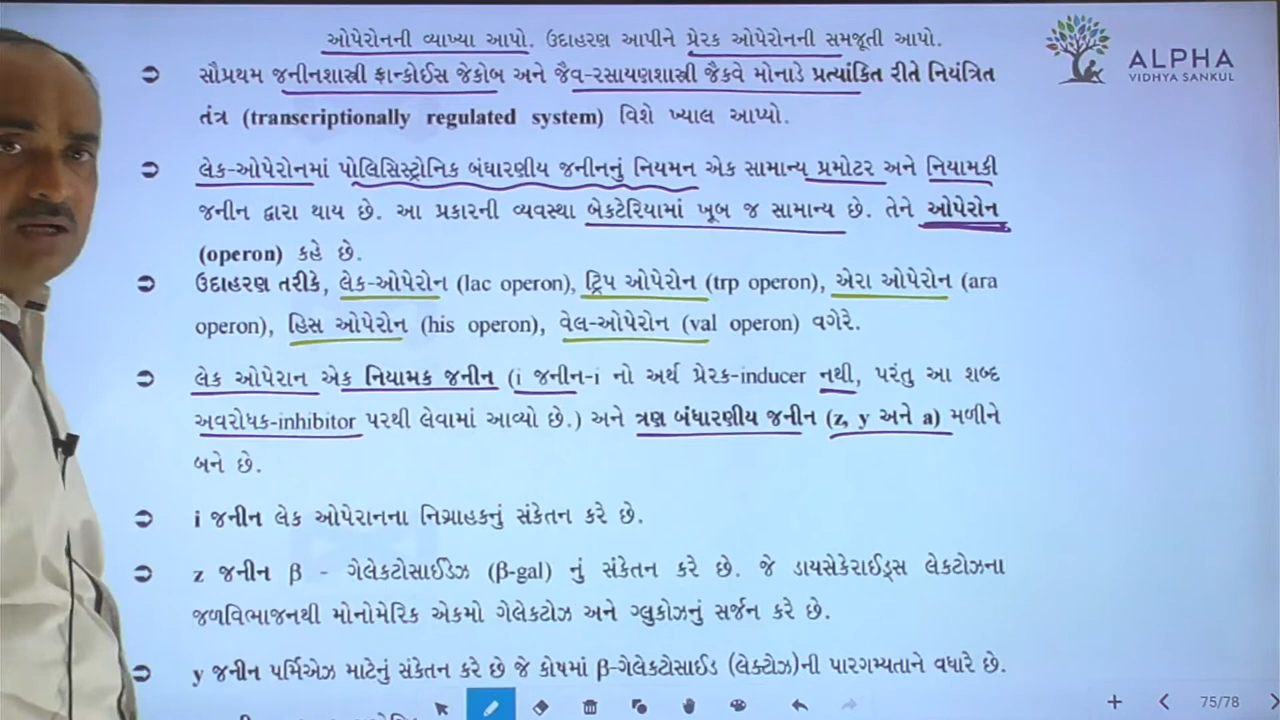 ઓપેરોનની વ્યાખ્યા આપો. ઉદાહરણ આપીને પ્રેરક ઓપેરોનની સમજૂતી આપો.
ALPHA
VIDHYA SANKUL
સૌપ્રથમ જનીનશાસ્ત્રી ફ્રાન્કોઈસ જેકોબ અને જૈવ-રસાયણશાસ્ત્રી જૈકવે મોનાડે પ્રત્યાંકિત રીતે નિયંત્રિત
તંત્ર (transcriptionally regulated system) વિશે ખ્યાલ આપ્યો.
લેક-ઓપેરોનમાં પોલિસિસ્ટ્રોનિક બંધારણીય જનીનનું નિયમન એક સામાન્ય પ્રમોટર અને નિયામકી
જનીન દ્વારા થાય છે. આ પ્રકારની વ્યવસ્થા બેકટેરિયામાં ખૂબ જ સામાન્ય છે. તેને ઓપેરોન
(operon) કહે છે.
ઉદાહરણ તરીકે, લેક-ઓપેરોન (lac operon), ટ્રિપ ઓપેરોન (trp operon), એરા ઓપેરોન (ara
operon), હિસ ઓપેરોન (his operon), વેલ-ઓપેરોન (val operon) વગેરે.
લેક ઓપેરાન એક નિયામક જનીન (i જનીન-i નો અર્થ પ્રેરક-inducer નથી, પરંતુ આ શબ્દ
અવરોધક-inhibitor પરથી લેવામાં આવ્યો છે.) અને ત્રણ બંધારણીય જનીન (z, y અને a) મળીને
બને છે.
i જનીન લેક ઓપેરાનના નિગ્રાહકનું સંકેતન કરે છે.
z જનીન β - ગેલેકટોસાઈડેઝ (β-gal) નું સંકેતન કરે છે. જે ડાયસેકેરાઈડ્સ લેકટોઝના
જળવિભાજનથી મોનોમેરિક એકમો ગેલેકટોઝ અને ગ્લુકોઝનું સર્જન કરે છે.
y જનીન પર્મિએઝ માટેનું સંકેતન કરે છે જે કોષમાં β-ગેલેકટોસાઈડ (લેક્ટોઝ)ની પારગમ્યતાને વધારે છે.
75/78